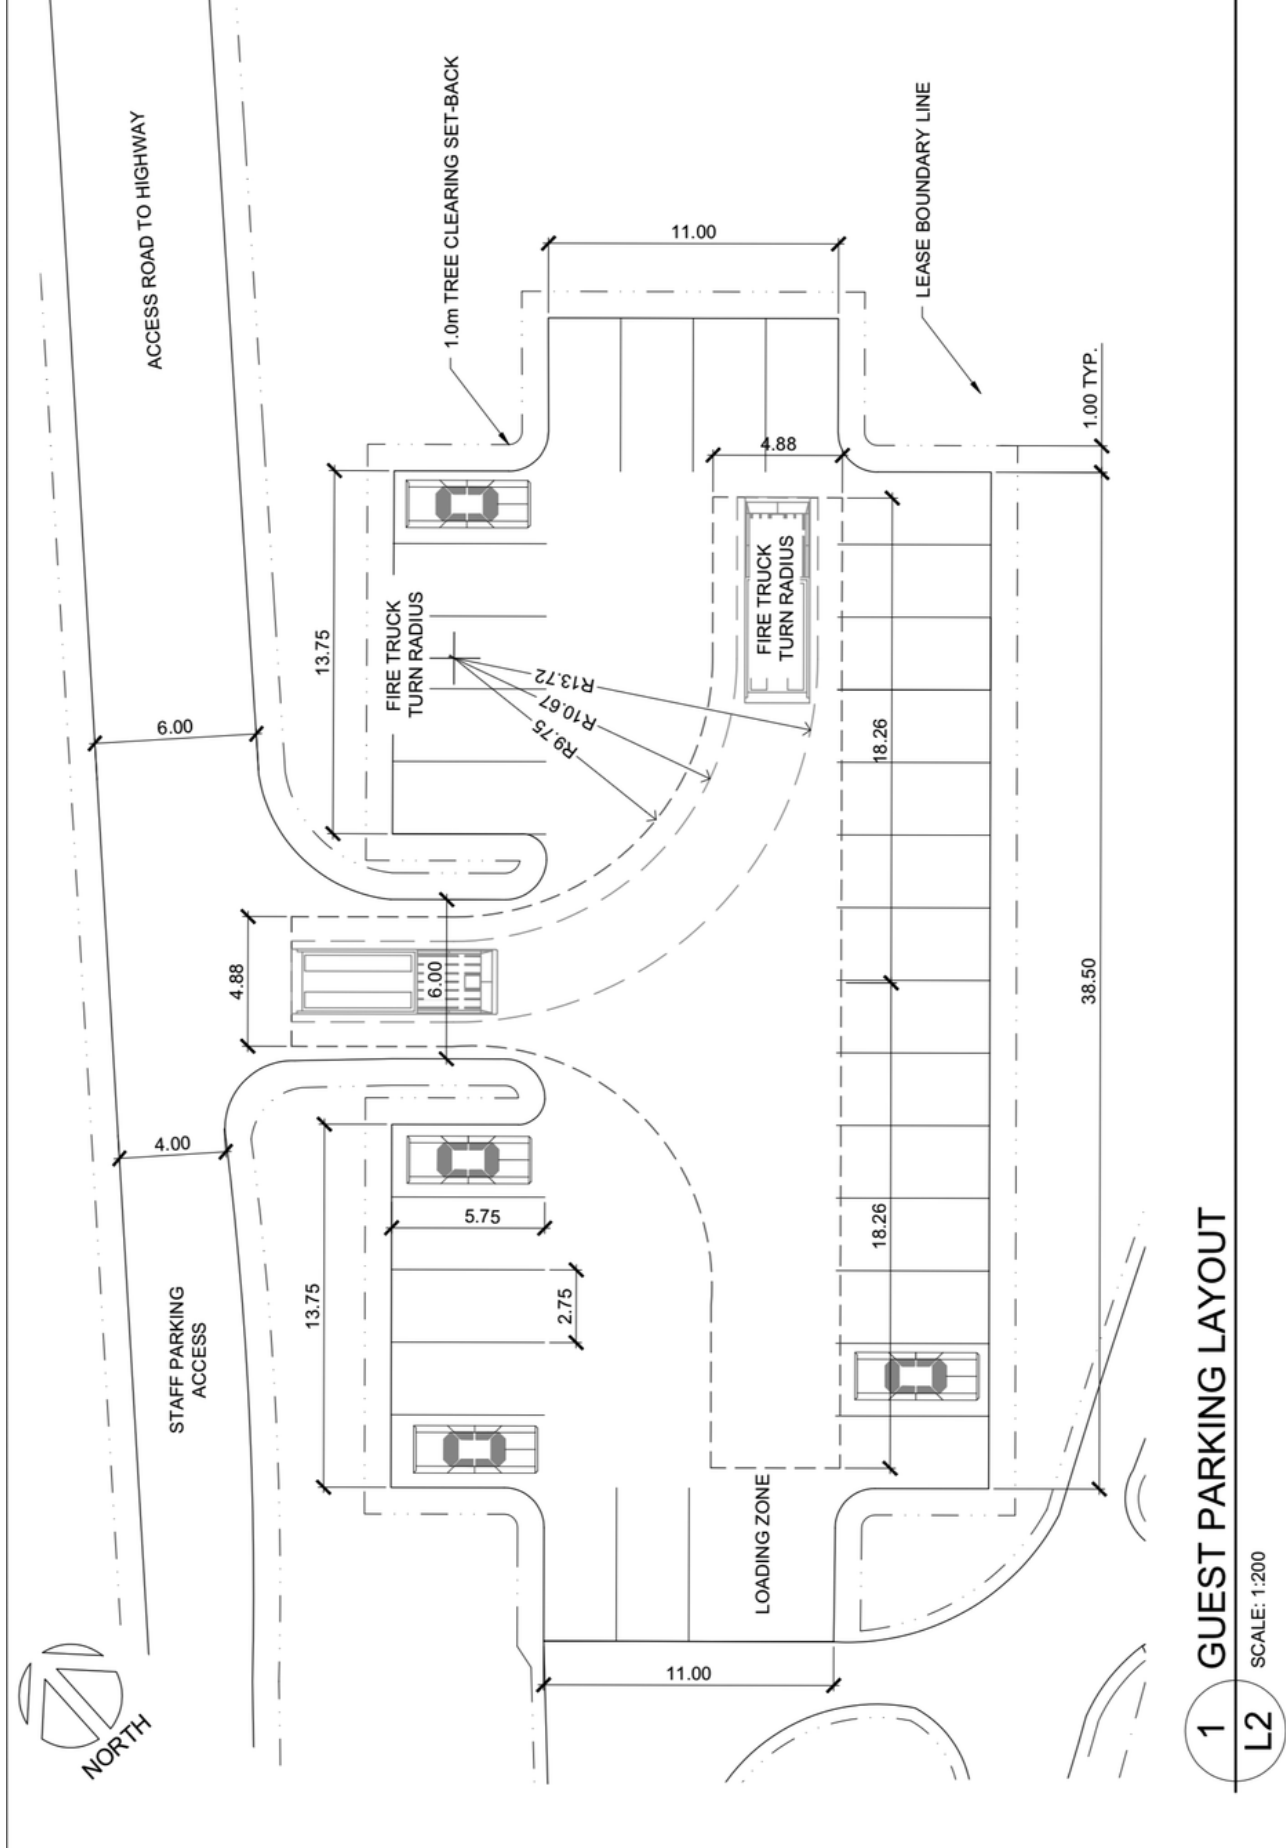 ACCESS ROAD TO HIGHWAY
1.0m TREE CLEARING SET-BACK
LEASE BOUNDARY LINE
11.00
1.00 TYP.
4.88
13.75
6.00
FIRE TRUCK
TURN RADIUS
FIRE TRUCK
TURN RADIUS
R13.72
R10.67
R9.75
18.26
4.88
6.00
38.50
4.00
5.75
2.75
18.26
13.75
STAFF PARKING
ACCESS
LOADING ZONE
11.00
NORTH
1
L2
GUEST PARKING LAYOUT
SCALE: 1:200